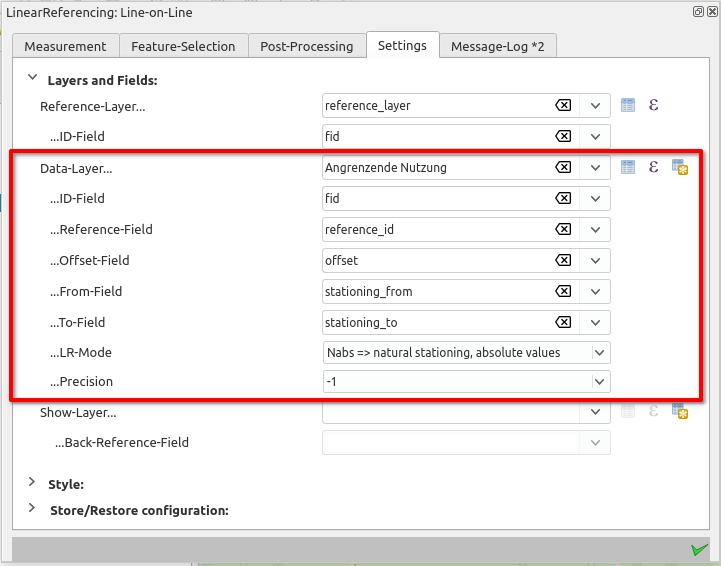 LinearReferencing: Line-on-Line
Measurement Feature-Selection Post-Processing Settings Message-Log *2
Layers and Fields:
Reference-Layer... reference_layer ε
...ID-Field fid
Data-Layer... Angrenzende Nutzung ε
...ID-Field fid
...Reference-Field reference_id
...Offset-Field offset
...From-Field stationing_from
...To-Field stationing_to
...LR-Mode Nabs => natural stationing, absolute values
...Precision -1
Show-Layer... ε
...Back-Reference-Field
Style:
Store/Restore configuration: